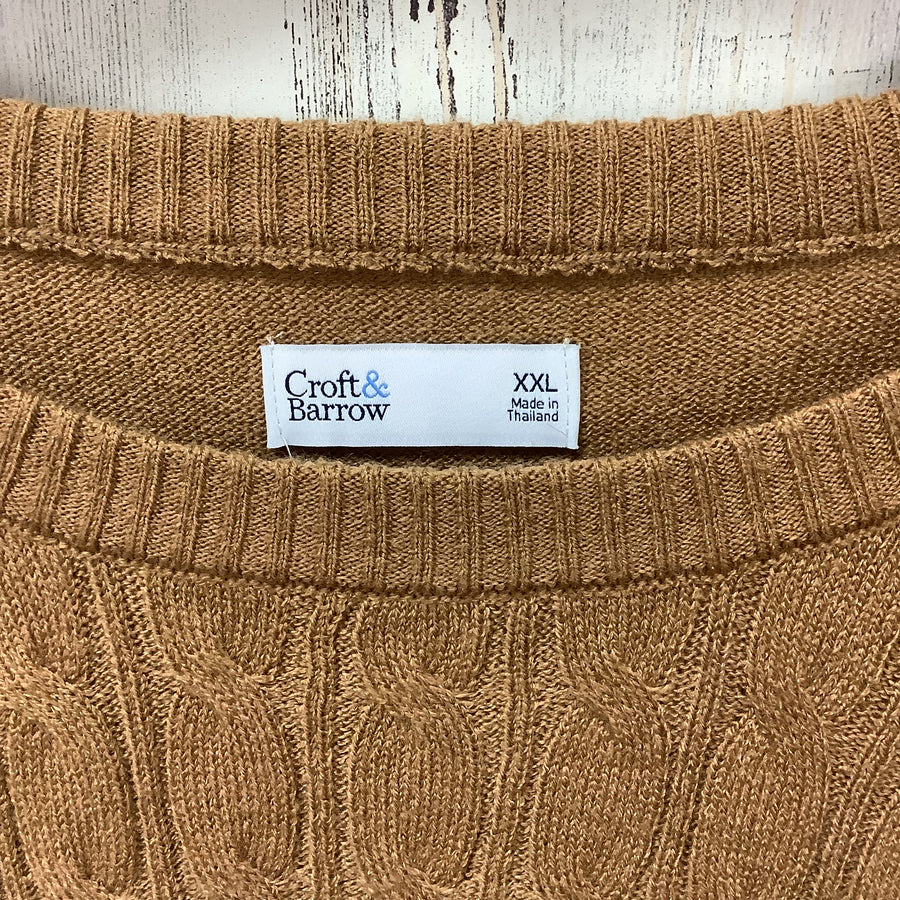 Croft&
Barrow
XXL
Made in
Thailand